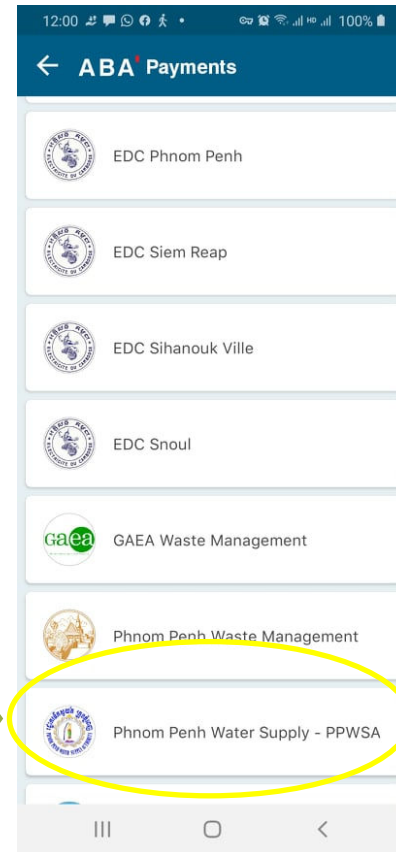 12:00 100%
ABA' Payments
EDC Phnom Penh
EDC Siem Reap
EDC Sihanouk Ville
EDC Snoul
gaea GAEA Waste Management
Phnom Penh Waste Management
Phnom Penh Water Supply - PPWSA